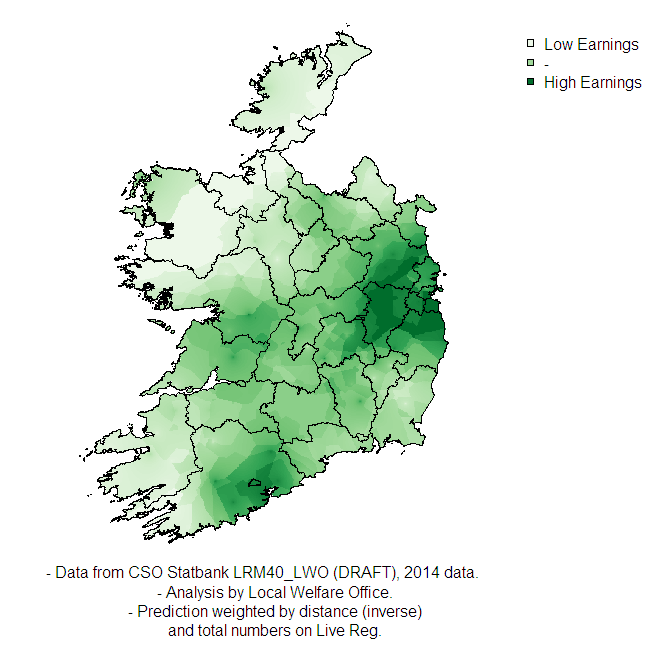 Low Earnings
-
High Earnings
- Data from CSO Statbank LRM40_LWO (DRAFT), 2014 data.
- Analysis by Local Welfare Office.
- Prediction weighted by distance (inverse)
and total numbers on Live Reg.